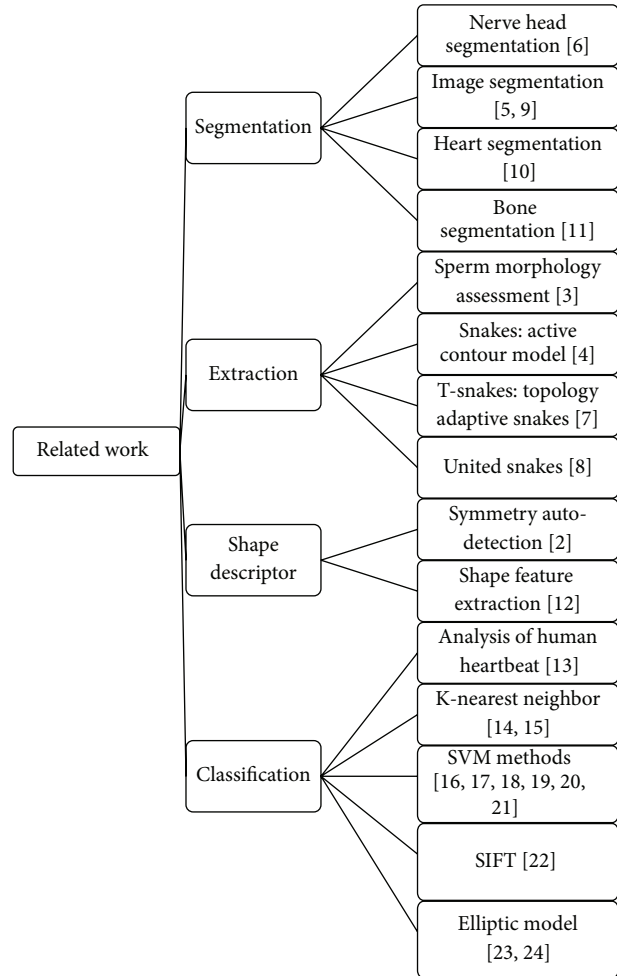 Nerve head
segmentation [6]
Image segmentation
[5, 9]
Segmentation
Heart segmentation
[10]
Bone
segmentation [11]
Sperm morphology
assessment [3]
Snakes: active
contour model [4]
Extraction
T-snakes: topology
adaptive snakes [7]
Related work
United snakes [8]
Symmetry auto-
detection [2]
Shape
descriptor
Shape feature
extraction [12]
Analysis of human
heartbeat [13]
K-nearest neighbor
[14, 15]
Classification
SVM methods
[16, 17, 18, 19, 20,
21]
SIFT [22]
Elliptic model
[23, 24]